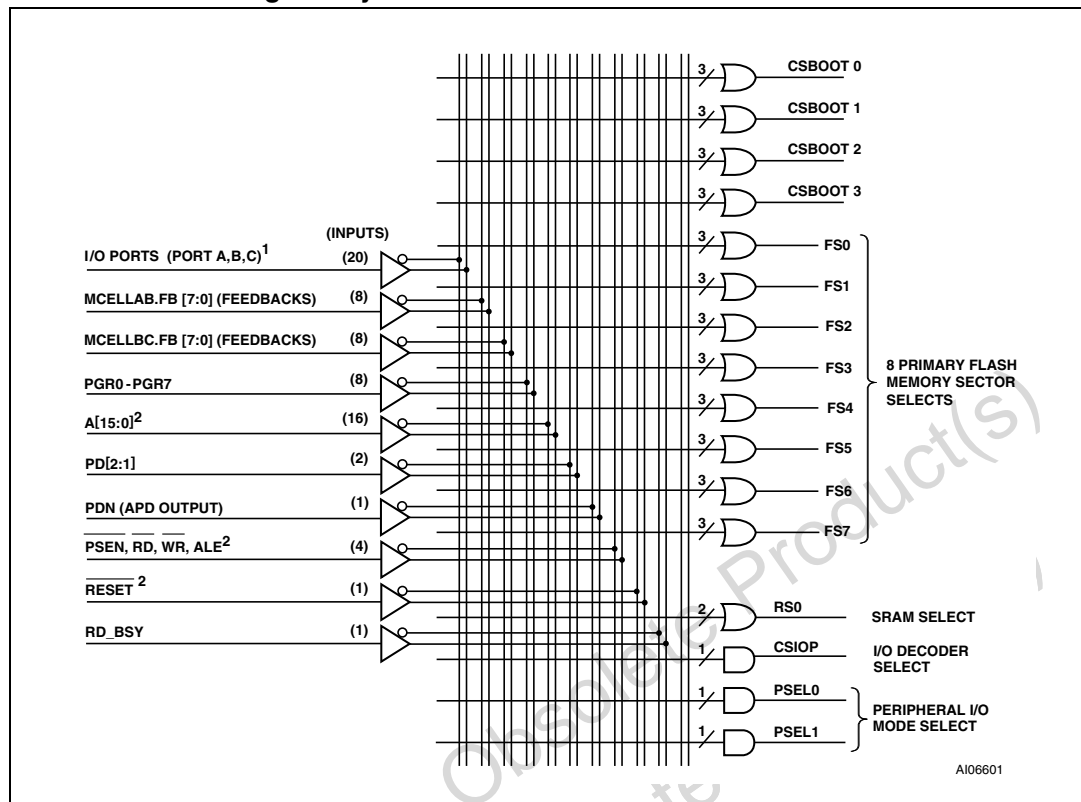 CSBOOT 0
3
CSBOOT 1
3
CSBOOT 2
3
CSBOOT 3
3
(INPUTS)
I/O PORTS (PORT A,B,C)1
(20)
MCELLAB.FB [7:0] (FEEDBACKS)
(8)
MCELLBC.FB [7:0] (FEEDBACKS)
(8)
PGR0 -PGR7
(8)
A[15:0]2
(16)
PD[2:1]
(2)
PDN (APD OUTPUT)
(1)
PSEN, RD, WR, ALE2
(4)
RESET 2
(1)
RD_BSY
(1)
3
FS0
3
FS1
3
FS2
3
FS3
3
FS4
3
FS5
3
FS6
3
FS7
8 PRIMARY FLASH
MEMORY SECTOR
SELECTS
2
RS0
SRAM SELECT
1
CSIOP
I/O DECODER
SELECT
1
PSEL0
1
PSEL1
PERIPHERAL I/O
MODE SELECT
AI06601
Obsolete Product(s)